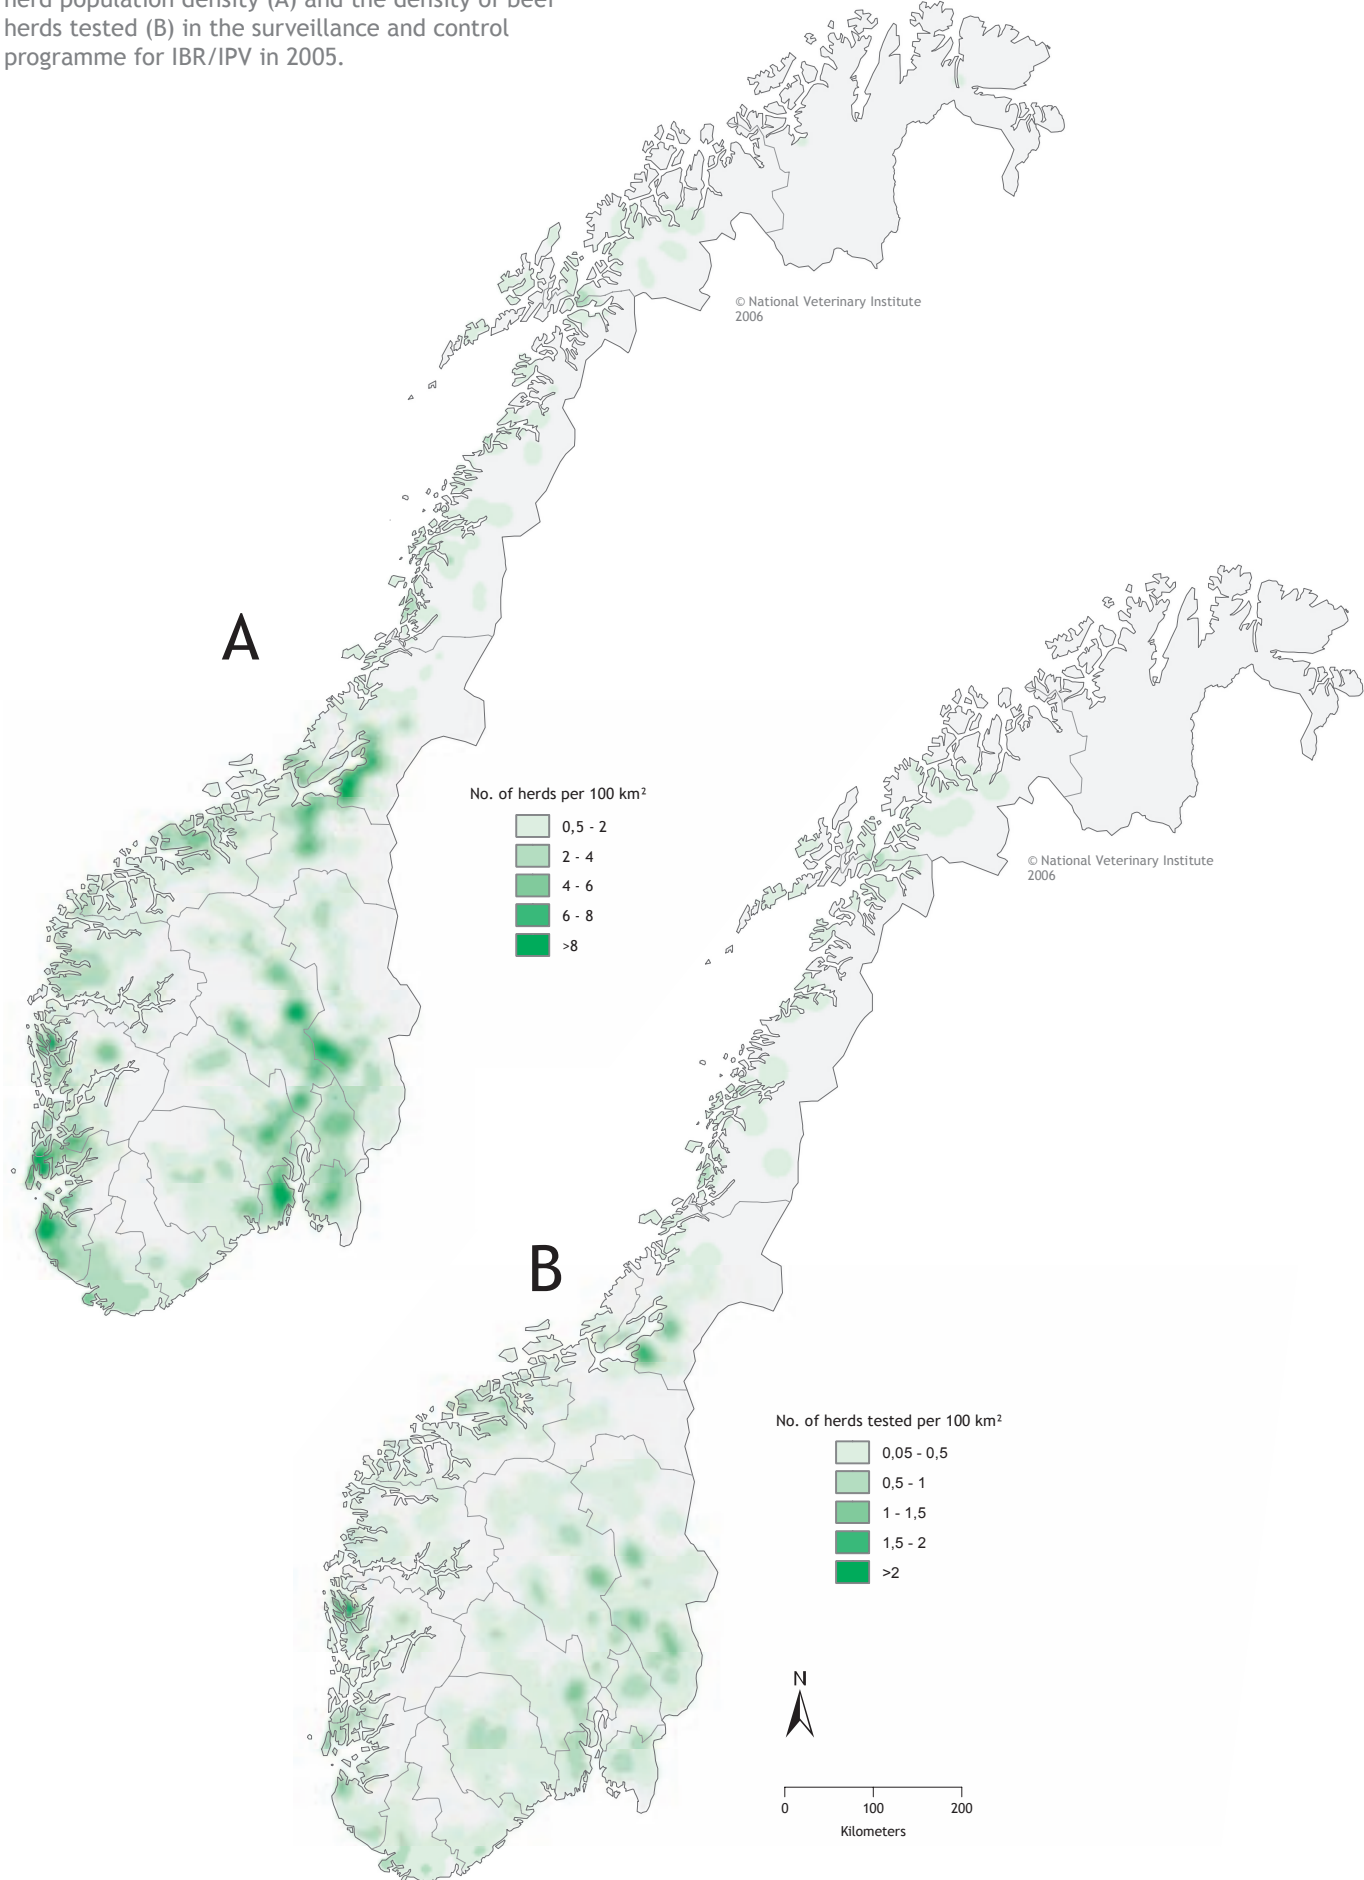 herd population density (A) and the density of beef
herds tested (B) in the surveillance and control
programme for IBR/IPV in 2005.
© National Veterinary Institute
2006
A
No. of herds per 100 km²
0,5 - 2
2 - 4
4 - 6
6 - 8
>8
© National Veterinary Institute
2006
B
No. of herds tested per 100 km²
0,05 - 0,5
0,5 - 1
1 - 1,5
1,5 - 2
>2
N
0 100 200
Kilometers